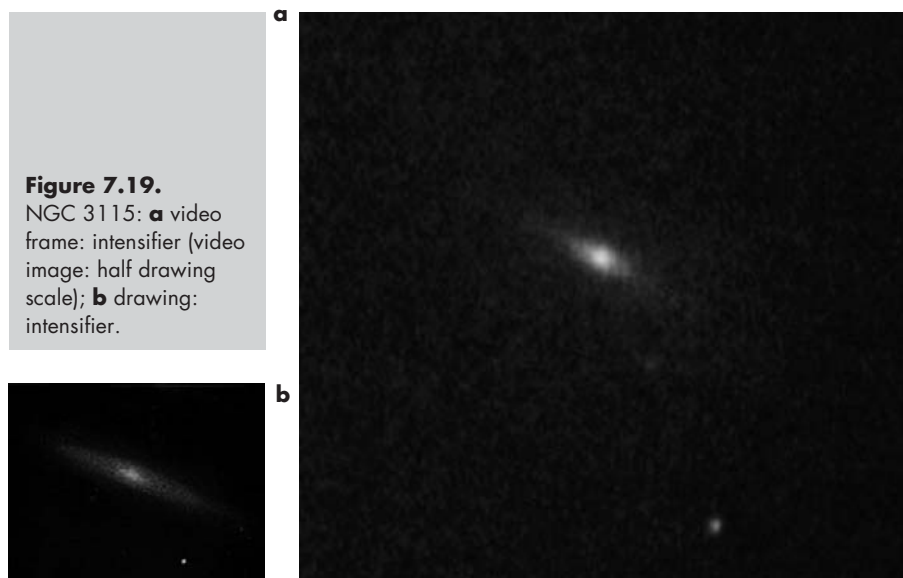 a
Figure 7.19.
NGC 3115: a video
frame: intensifier (video
image: half drawing
scale); b drawing:
intensifier.
b